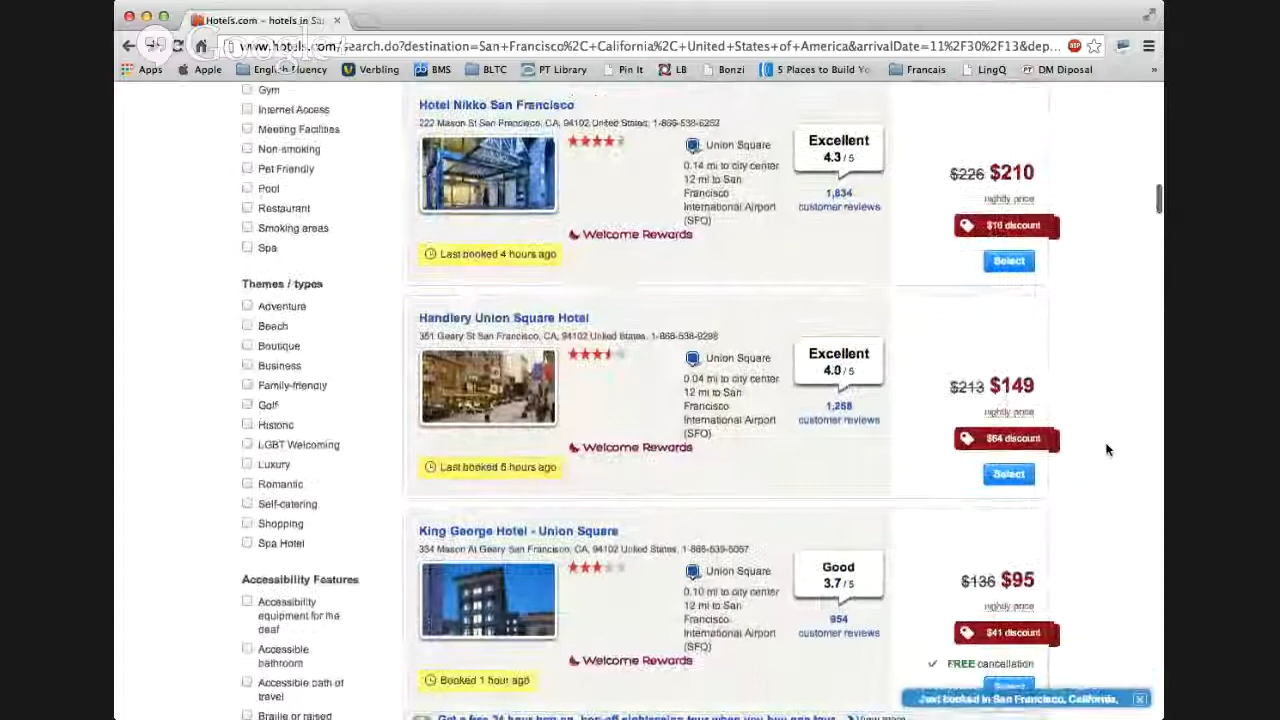 Hotels.com – hotels in Sa
Google
www.hotels.com/search.do?destination=San+Francisco%2C+California%2C+United+States+of+America&arrivalDate=11%2F30%2F13&dep...
ABP
Apps Apple English Fluency Verbling BMS BLTC PT Library Pin It LB Bonzi 5 Places to Build Yo Francais LingQ DM Diposal »
Gym
Internet Access
Meeting Facilities
Non-smoking
Pet Friendly
Pool
Restaurant
Smoking areas
Spa
Themes / types
Adventure
Beach
Boutique
Business
Family-friendly
Golf
Historic
LGBT Welcoming
Luxury
Romantic
Self-catering
Shopping
Spa Hotel
Accessibility Features
Accessibility
equipment for the
deaf
Accessible
bathroom
Accessible path of
travel
Braille or raised
Hotel Nikko San Francisco
222 Mason St San Francisco, CA, 94102 United States, 1-866-538-6252
Union Square
0.14 mi to city center
12 mi to San
Francisco
International Airport
(SFO)
Welcome Rewards
Last booked 4 hours ago
Excellent
4.3 / 5
1,834
customer reviews
$226 $210
nightly price
$16 discount
Select
Handlery Union Square Hotel
351 Geary St San Francisco, CA, 94102 United States, 1-866-538-9298
Union Square
0.04 mi to city center
12 mi to San
Francisco
International Airport
(SFO)
Welcome Rewards
Last booked 6 hours ago
Excellent
4.0 / 5
1,268
customer reviews
$213 $149
nightly price
$64 discount
Select
King George Hotel - Union Square
334 Mason At Geary San Francisco, CA, 94102 United States, 1-866-539-5067
Union Square
0.10 mi to city center
12 mi to San
Francisco
International Airport
(SFO)
Welcome Rewards
Booked 1 hour ago
Good
3.7 / 5
954
customer reviews
$136 $95
nightly price
$41 discount
FREE cancellation
Select
Just booked in San Francisco, California,